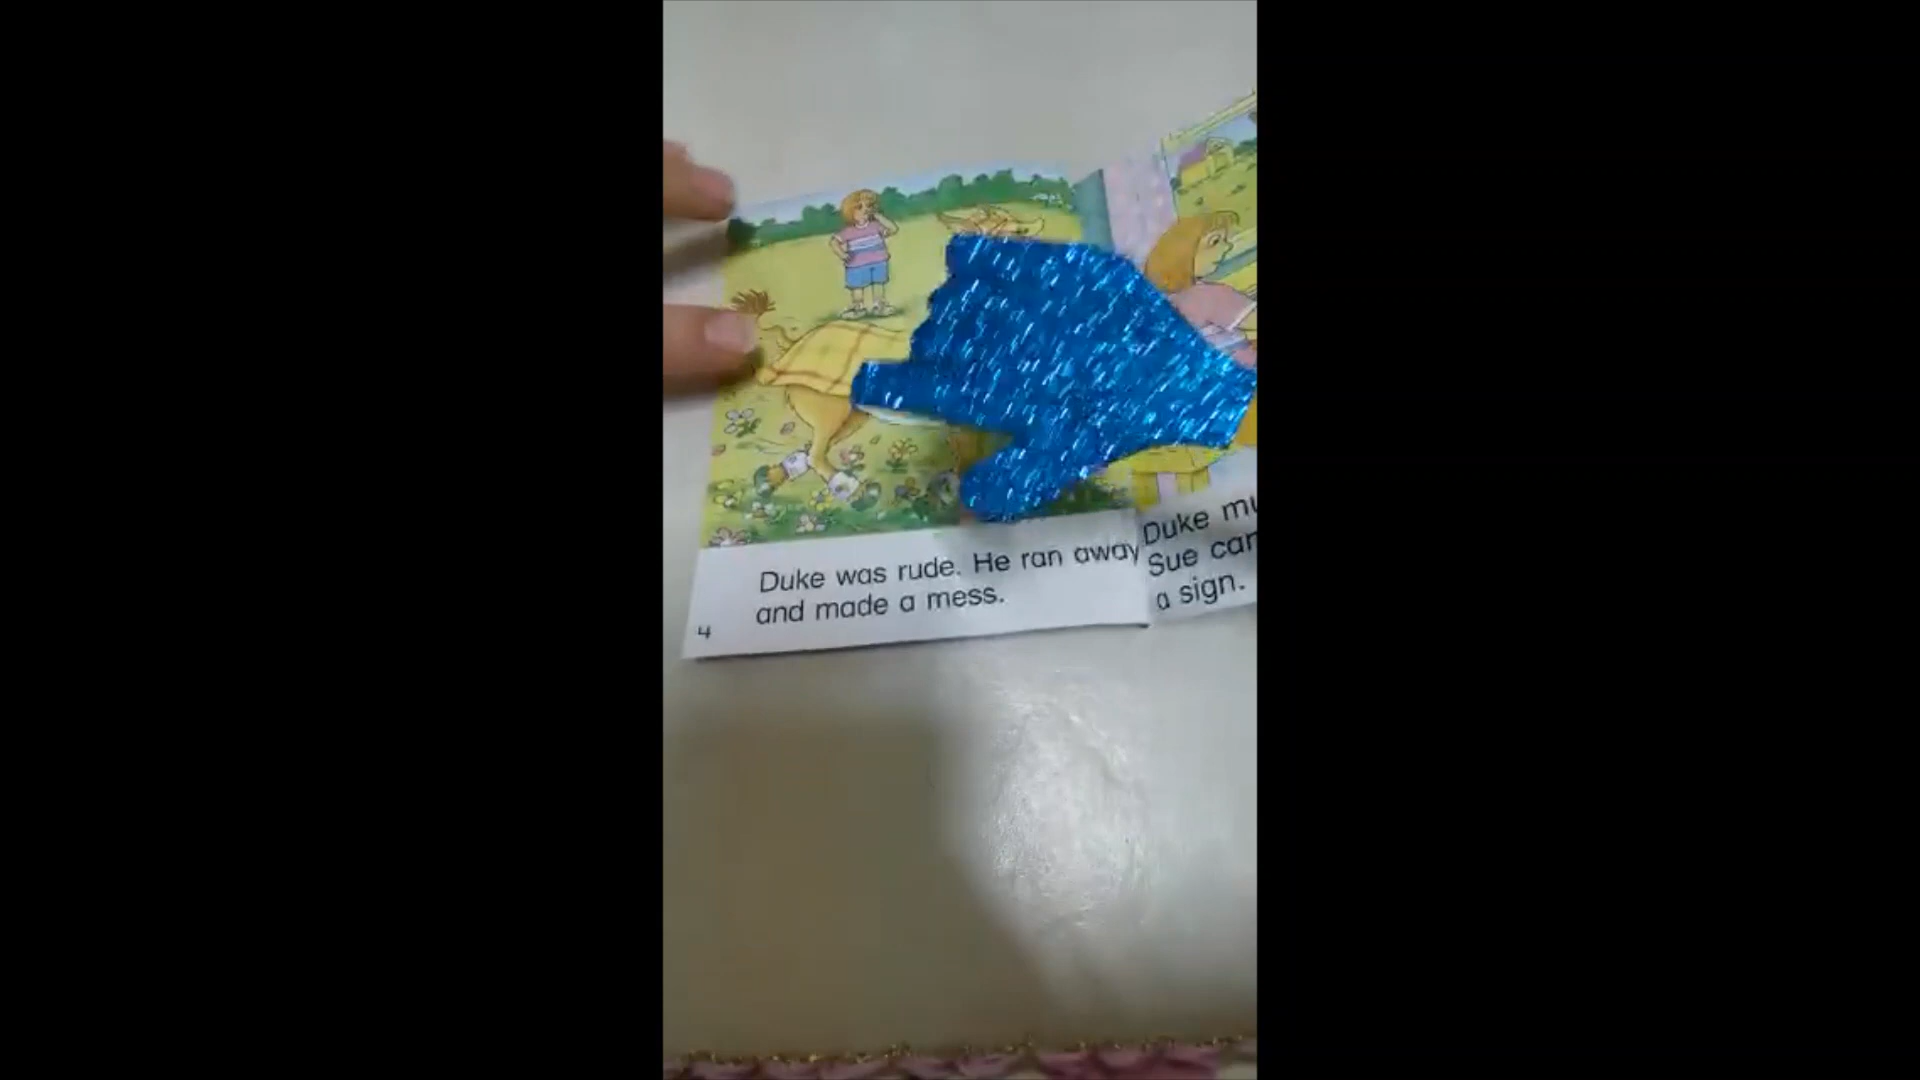 Duke was rude. He ran away
and made a mess.
4
Duke
Sue
a sign.